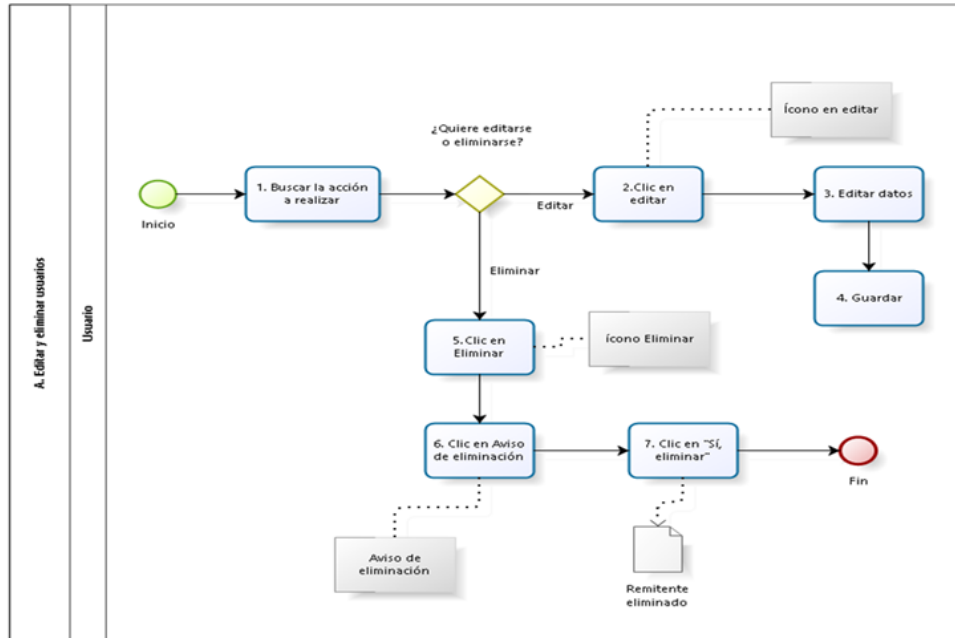 A. Editar y eliminar usuarios
Usuario
Inicio
1. Buscar la acción
a realizar
¿Quiere editarse
o eliminarse?
Editar
2.Clic en
editar
Ícono en editar
3. Editar datos
4. Guardar
Eliminar
5. Clic en
Eliminar
ícono Eliminar
6. Clic en Aviso
de eliminación
7. Clic en "Sí,
eliminar"
Fin
Aviso de
eliminación
Remitente
eliminado